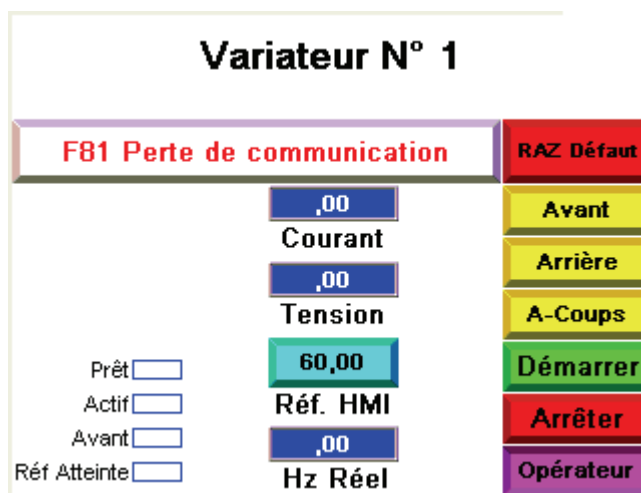 Variateur N° 1
F81 Perte de communication
RAZ Défaut
,00
Avant
Courant
Arrière
,00
Tension
A-Coups
60,00
Démarrer
Prêt
Actif
Réf. HMI
Arrêter
Avant
,00
Réf Atteinte
Hz Réel
Opérateur